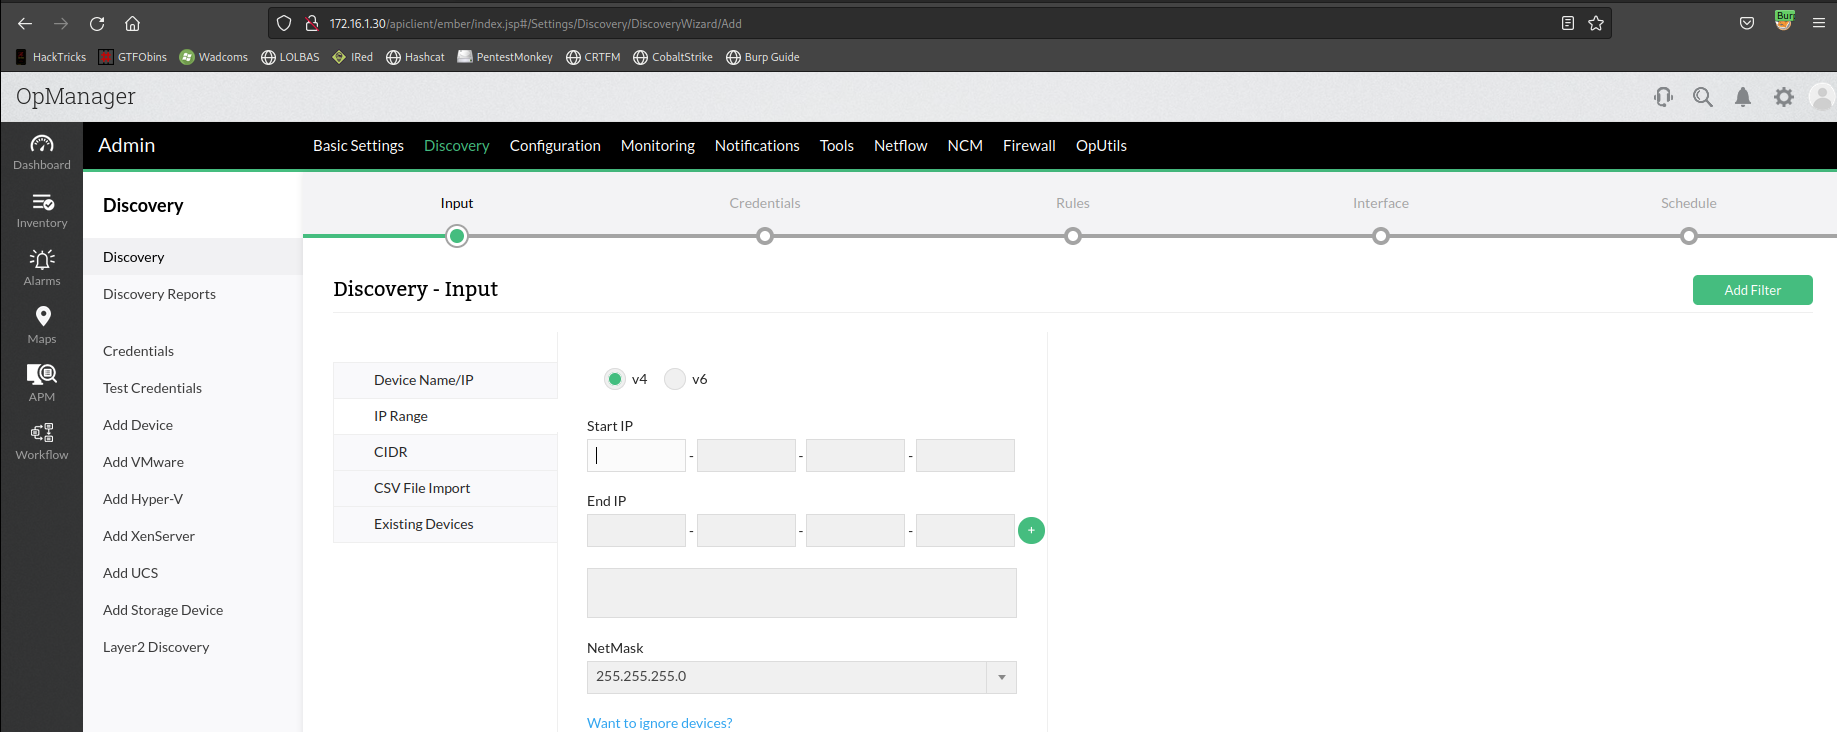 172.16.1.30/apiclient/ember/index.jsp#/Settings/Discovery/DiscoveryWizard/Add
Bur
HackTricks GTFObins Wadcoms LOLBAS IRed Hashcat PentestMonkey CRTFM CobaltStrike Burp Guide
OpManager
Dashboard
Inventory
Alarms
Maps
APM
Workflow
Admin
Basic Settings Discovery Configuration Monitoring Notifications Tools Netflow NCM Firewall OpUtils
Discovery
Discovery
Discovery Reports
Credentials
Test Credentials
Add Device
Add VMware
Add Hyper-V
Add XenServer
Add UCS
Add Storage Device
Layer2 Discovery
Input Credentials Rules Interface Schedule
Discovery - Input
Add Filter
Device Name/IP
IP Range
CIDR
CSV File Import
Existing Devices
v4 v6
Start IP
- - -
End IP
- - - +
NetMask
255.255.255.0
Want to ignore devices?